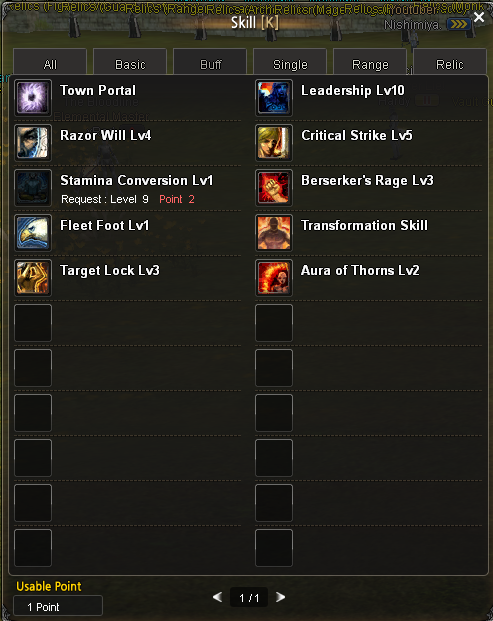 Skill [K]
Nishimiya
All
Basic
Buff
Single
Range
Relic
Town Portal
Leadership Lv10
Razor Will Lv4
Critical Strike Lv5
Stamina Conversion Lv1
Request : Level 9 Point 2
Berserker's Rage Lv3
Fleet Foot Lv1
Transformation Skill
Target Lock Lv3
Aura of Thorns Lv2
Usable Point
1 Point
1 / 1